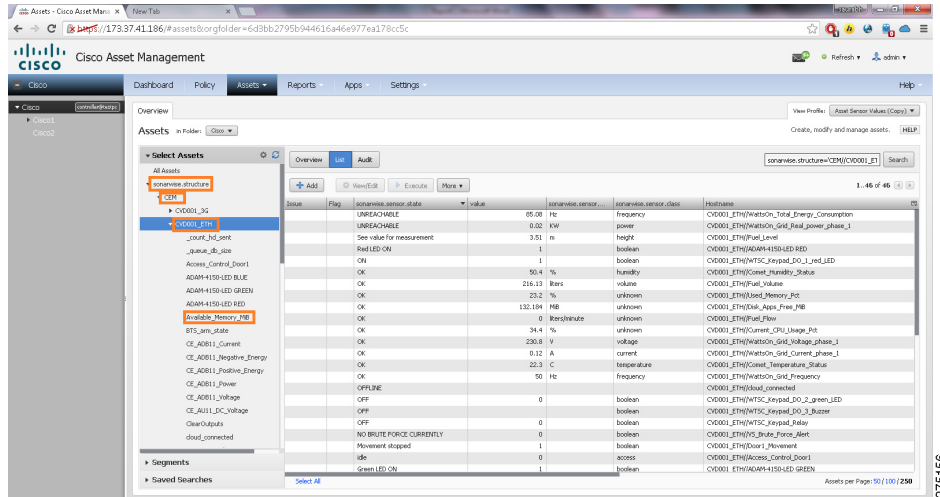 Assets - Cisco Asset Mana
New Tab
https://173.37.41.186/#assets&orgfolder=6d3bb2795b944616a46e977ea178cc5c
CISCO Cisco Asset Management
Refresh admin
Cisco Dashboard Policy Assets Reports Apps Settings Help
Cisco
Cisco1
Cisco2
Overview
View Profile: Asset Sensor Values (Copy)
Assets in Folder: Cisco
Create, modify and manage assets. HELP
Select Assets
Overview List Audit
sonarwise.structure='CEM//CVD001_ET Search
All Assets
sonarwise.structure
CEM
CVD001_3G
CVD001_ETH
_count_hd_sent
_queue_db_size
Access_Control_Door1
ADAM-4150-LED BLUE
ADAM-4150-LED GREEN
ADAM-4150-LED RED
Available_Memory_MiB
BTS_arm_state
CE_ADB11_Current
CE_ADB11_Negative_Energy
CE_ADB11_Positive_Energy
CE_ADB11_Power
CE_ADB11_Voltage
CE_AU11_DC_Voltage
ClearOutputs
cloud_connected
Segments
Saved Searches
Add View/Edit Execute More
1..46 of 46
Issue Flag sonarwise.sensor.state value sonarwise.sensor... sonarwise.sensor.class Hostname
UNREACHABLE 85.08 Hz frequency CVD001_ETH//WattsOn_Total_Energy_Consumption
UNREACHABLE 0.02 KW power CVD001_ETH//WattsOn_Grid_Real_power_phase_1
See value for measurement 3.51 m height CVD001_ETH//Fuel_Level
Red LED ON 1 boolean CVD001_ETH//ADAM-4150-LED RED
ON 1 boolean CVD001_ETH//WTSC_Keypad_DO_1_red_LED
OK 50.4 % humidity CVD001_ETH//Comet_Humidity_Status
OK 216.13 liters volume CVD001_ETH//Fuel_Volume
OK 23.2 % unknown CVD001_ETH//Used_Memory_Pct
OK 132.184 MiB unknown CVD001_ETH//Disk_Apps_Free_MiB
OK 0 liters/minute unknown CVD001_ETH//Fuel_Flow
OK 34.4 % unknown CVD001_ETH//Current_CPU_Usage_Pct
OK 230.8 V voltage CVD001_ETH//WattsOn_Grid_Voltage_phase_1
OK 0.12 A current CVD001_ETH//WattsOn_Grid_Current_phase_1
OK 22.3 C temperature CVD001_ETH//Comet_Temperature_Status
OK 50 Hz frequency CVD001_ETH//WattsOn_Grid_Frequency
OFFLINE CVD001_ETH//cloud_connected
OFF 0 boolean CVD001_ETH//WTSC_Keypad_DO_2_green_LED
OFF boolean CVD001_ETH//WTSC_Keypad_DO_3_Buzzer
OFF 0 boolean CVD001_ETH//WTSC_Keypad_Relay
NO BRUTE FORCE CURRENTLY 0 boolean CVD001_ETH//VS_Brute_Force_Alert
Movement stopped 1 boolean CVD001_ETH//Door1_Movement
idle 0 access CVD001_ETH//Access_Control_Door1
Green LED ON 1 boolean CVD001_ETH//ADAM-4150-LED GREEN
Select All
Assets per Page: 50 / 100 / 250
375156